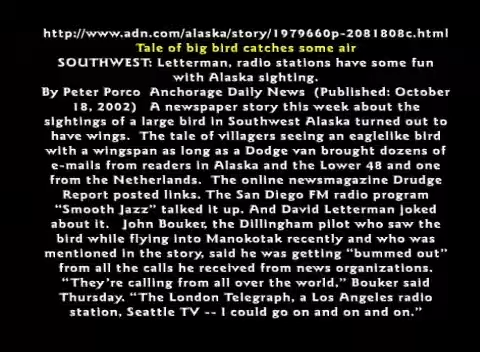 http://www.adn.com/alaska/story/1979660p-2081808c.html
Tale of big bird catches some air
SOUTHWEST: Letterman, radio stations have some fun
with Alaska sighting.
By Peter Porco  Anchorage Daily News  (Published: October
18, 2002)   A newspaper story this week about the
sightings of a large bird in Southwest Alaska turned out to
have wings.  The tale of villagers seeing an eaglelike bird
with a wingspan as long as a Dodge van brought dozens of
e-mails from readers in Alaska and the Lower 48 and one
from the Netherlands.  The online newsmagazine Drudge
Report posted links. The San Diego FM radio program
“Smooth Jazz” talked it up. And David Letterman joked
about it.   John Bouker, the Dillingham pilot who saw the
bird while flying into Manokotak recently and who was
mentioned in the story, said he was getting “bummed out”
from all the calls he received from news organizations.
“They’re calling from all over the world,” Bouker said
Thursday. “The London Telegraph, a Los Angeles radio
station, Seattle TV -- I could go on and on and on.”